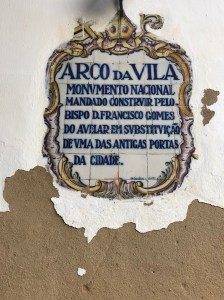 ARCO DA VILA
MONVMENTO NACIONAL
MANDADO CONSTRVIR PELO
BISPO D. FRANCISCO GOMES
DO AVELAR EM SVBSTITVIÇÃO
DE VMA DAS ANTIGAS PORTAS
DA CIDADE.